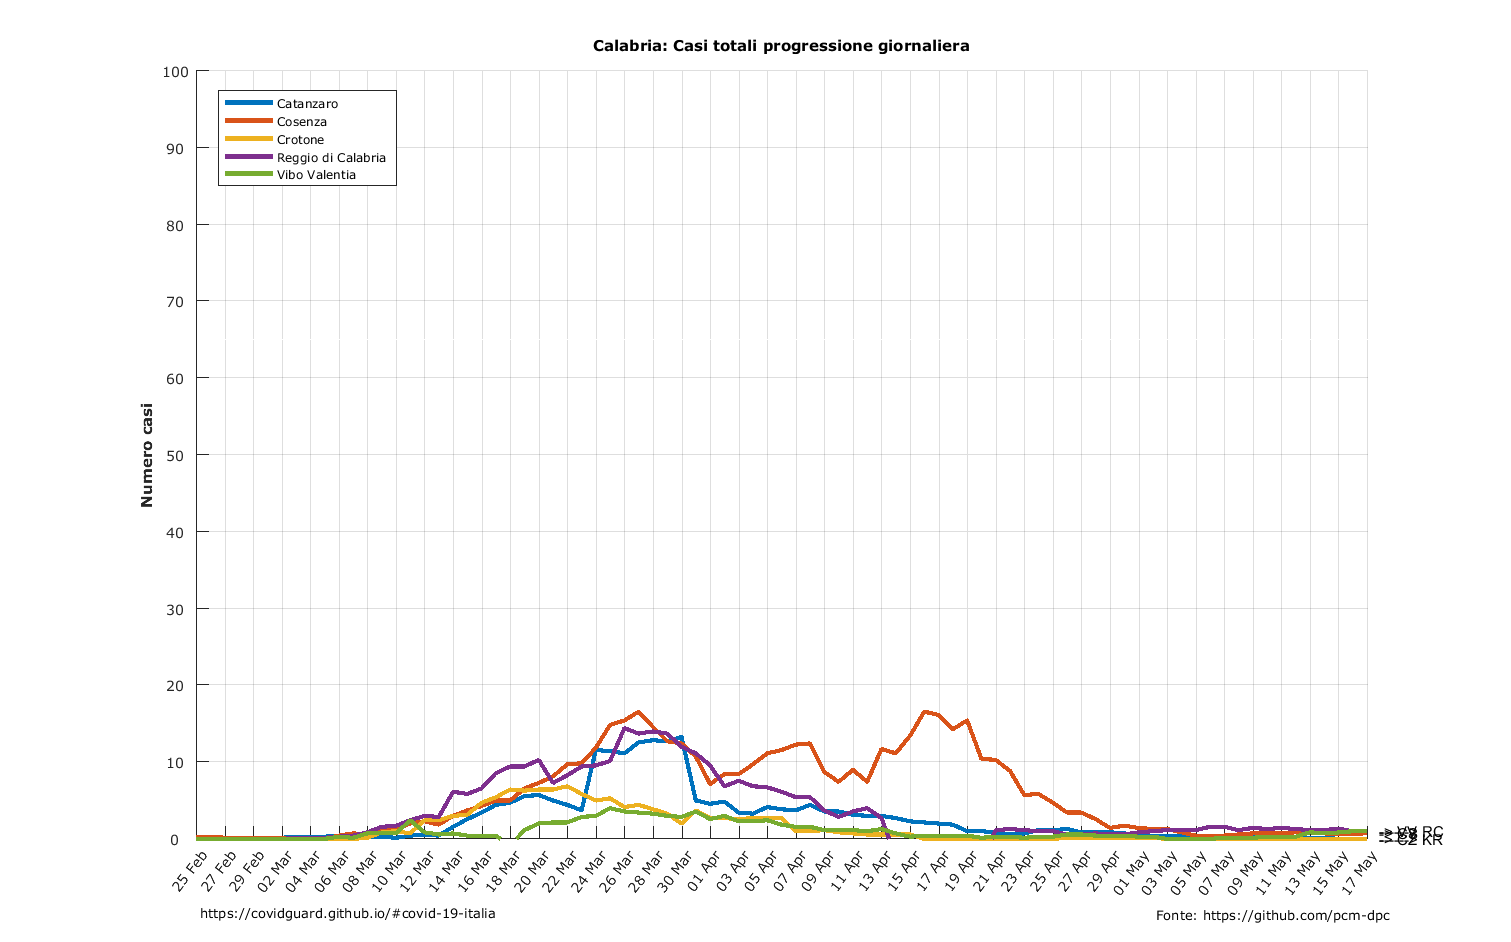 Calabria: Casi totali progressione giornaliera
100
90
80
70
60
50
40
30
20
10
0
Numero casi
Catanzaro
Cosenza
Crotone
Reggio di Calabria
Vibo Valentia
25 Feb
27 Feb
29 Feb
02 Mar
04 Mar
06 Mar
08 Mar
10 Mar
12 Mar
14 Mar
16 Mar
18 Mar
20 Mar
22 Mar
24 Mar
26 Mar
28 Mar
30 Mar
01 Apr
03 Apr
05 Apr
07 Apr
09 Apr
11 Apr
13 Apr
15 Apr
17 Apr
19 Apr
21 Apr
23 Apr
25 Apr
27 Apr
29 Apr
01 May
03 May
05 May
07 May
09 May
11 May
13 May
15 May
17 May
RC
KR
https://covidguard.github.io/#covid-19-italia
Fonte: https://github.com/pcm-dpc